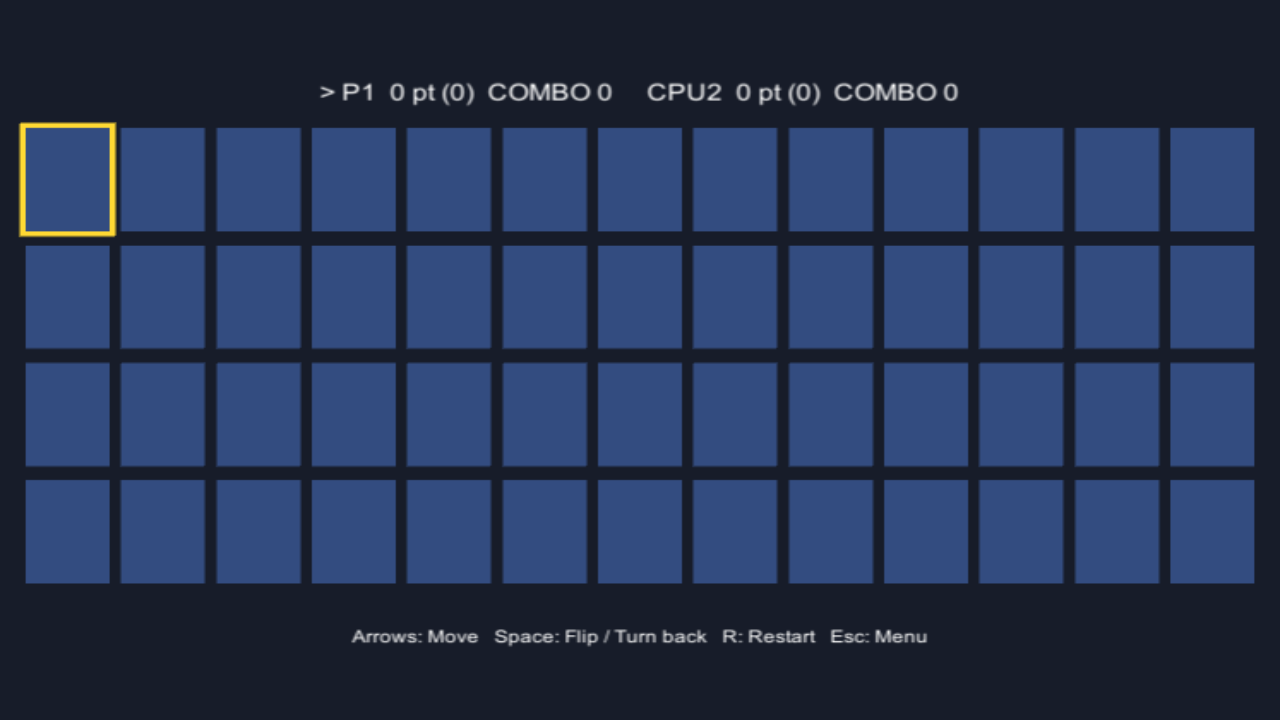 > P1 0 pt (0) COMBO 0 CPU2 0 pt (0) COMBO 0
Arrows: Move Space: Flip / Turn back R: Restart Esc: Menu